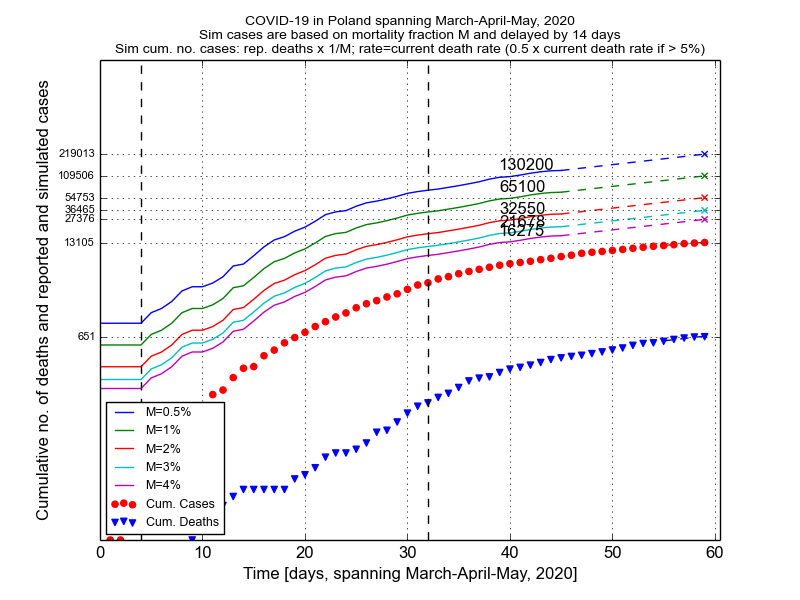 COVID-19 in Poland spanning March-April-May, 2020
Sim cases are based on mortality fraction M and delayed by 14 days
Sim cum. no. cases: rep. deaths x 1/M; rate=current death rate (0.5 x current death rate if > 5%)
Cumulative no. of deaths and reported and simulated cases
219013
109506
54753
36465
27376
13105
651
130200
65100
32550
21678
16275
M=0.5%
M=1%
M=2%
M=3%
M=4%
Cum. Cases
Cum. Deaths
0 10 20 30 40 50 60
Time [days, spanning March-April-May, 2020]